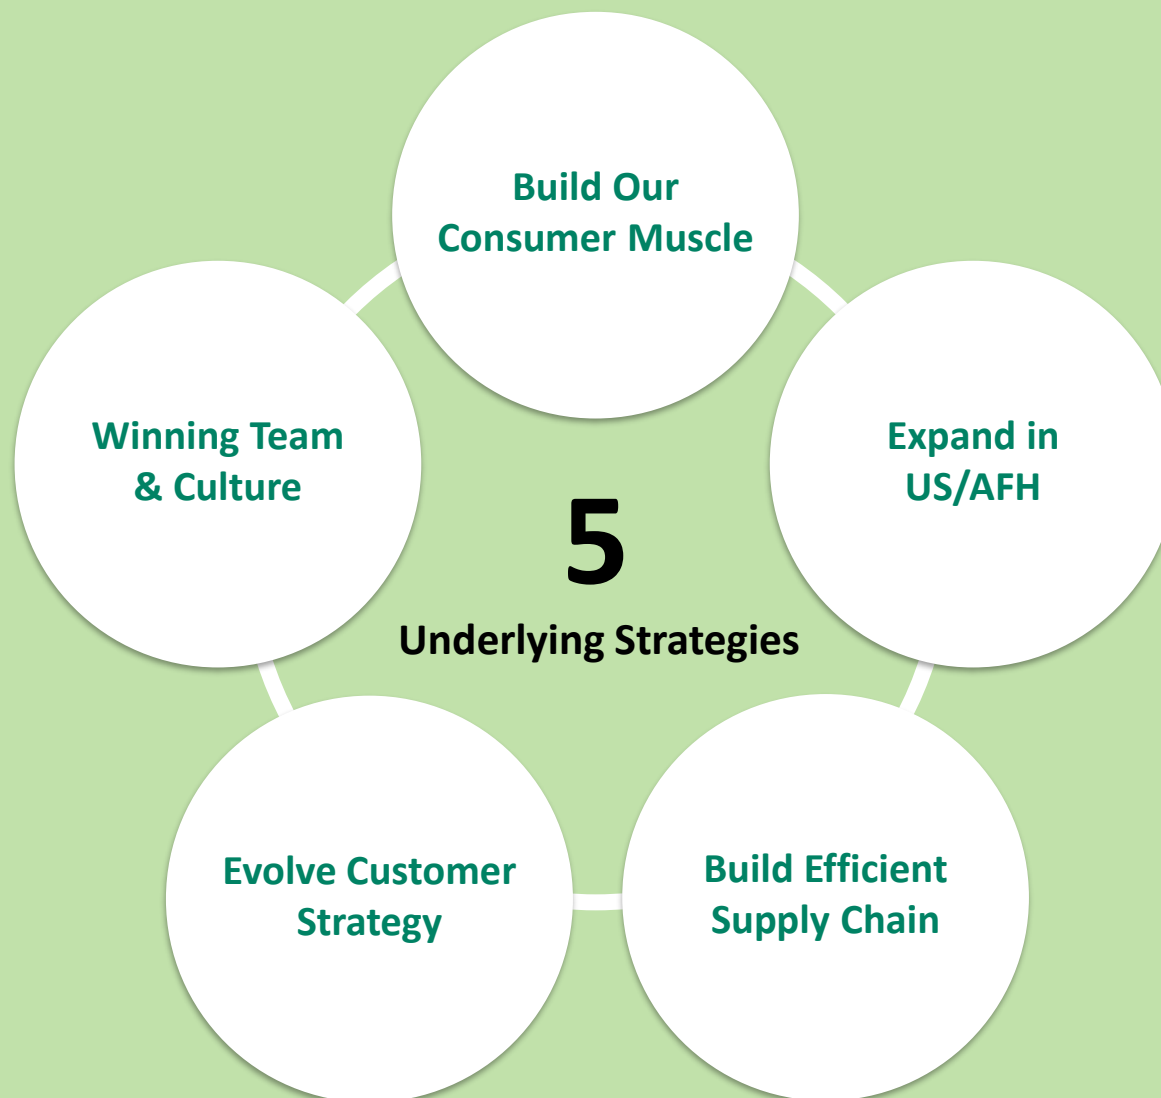 Build Our
Consumer Muscle
Winning Team
& Culture
Expand in
US/AFH
5
Underlying Strategies
Evolve Customer
Strategy
Build Efficient
Supply Chain